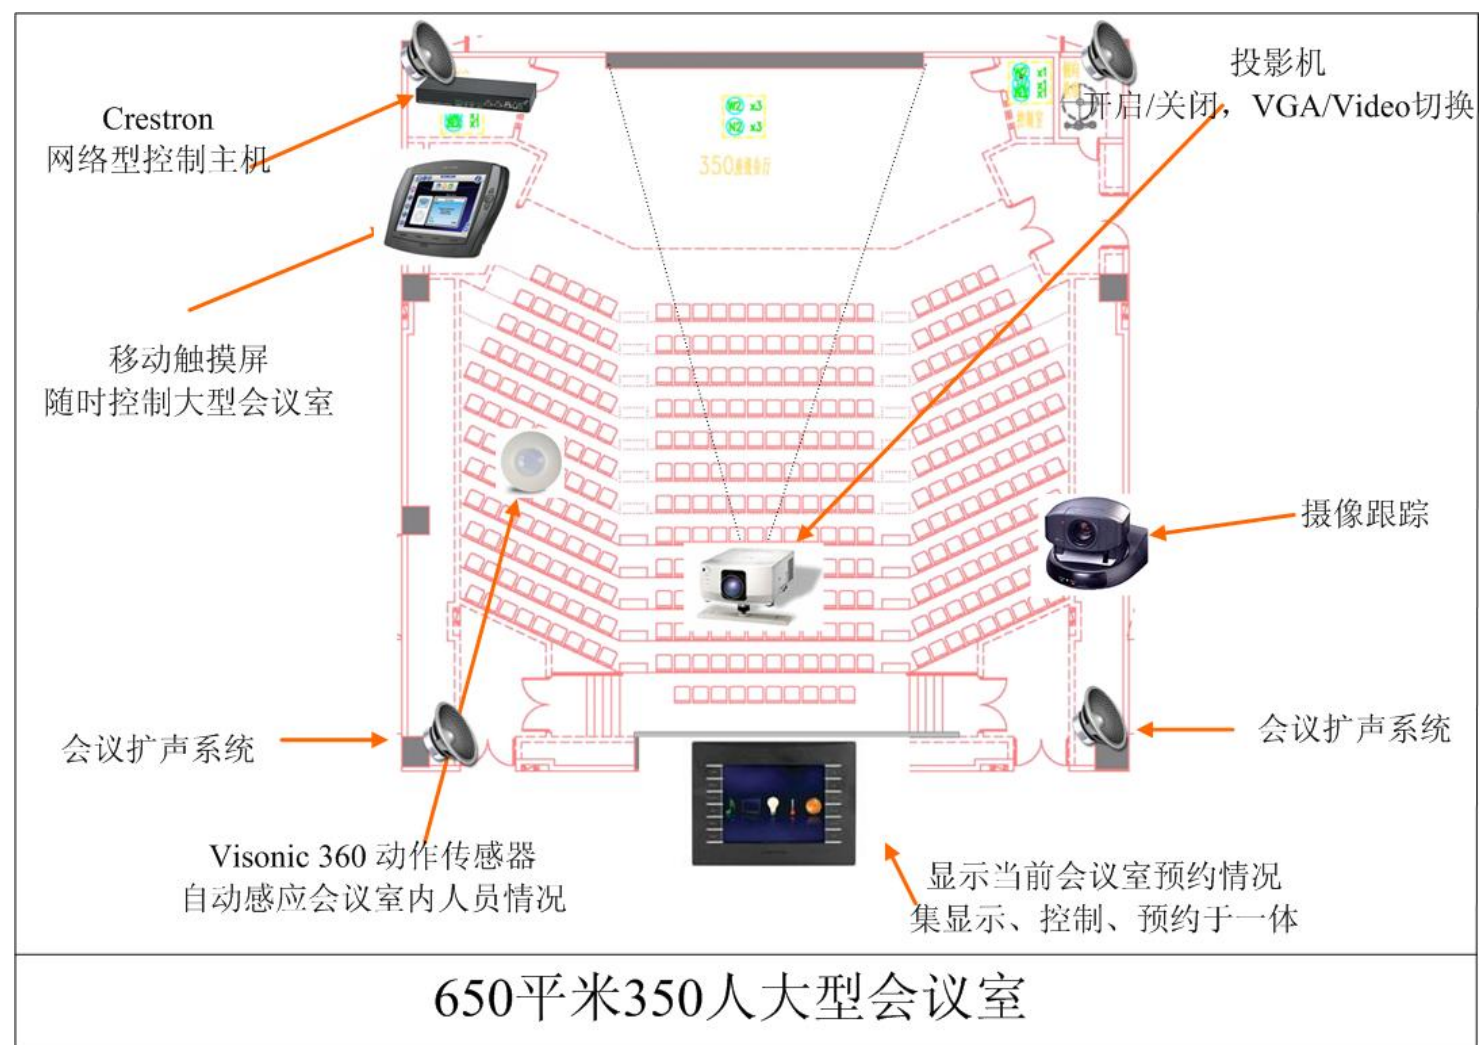 投影机
开启/关闭，VGA/Video切换
Crestron
网络型控制主机
N2 x3
N2 x3
x1
移动触摸屏
随时控制大型会议室
摄像跟踪
会议扩声系统
会议扩声系统
Visonic 360 动作传感器
自动感应会议室内人员情况
显示当前会议室预约情况
集显示、控制、预约于一体
650平米350人大型会议室